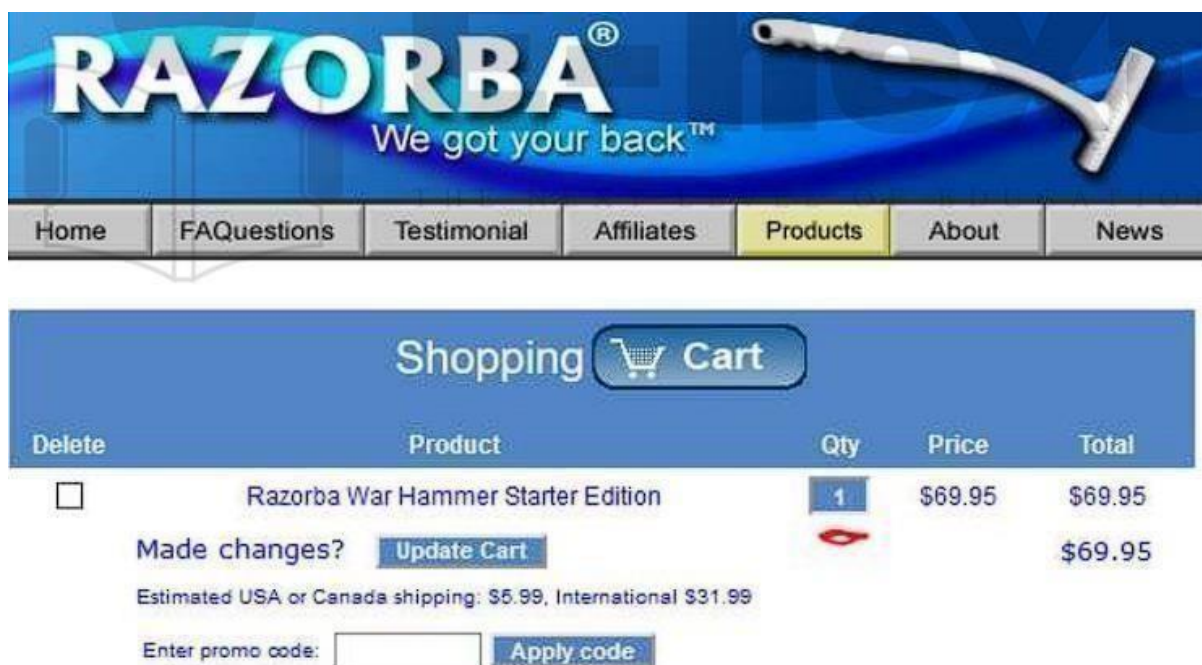 RAZORBA®
We got your back™
Home FAQuestions Testimonial Affiliates Products About News
Shopping Cart
Delete Product Qty Price Total
Razorba War Hammer Starter Edition 1 $69.95 $69.95
Made changes? Update Cart $69.95
Estimated USA or Canada shipping: $5.99, International $31.99
Enter promo code: Apply code